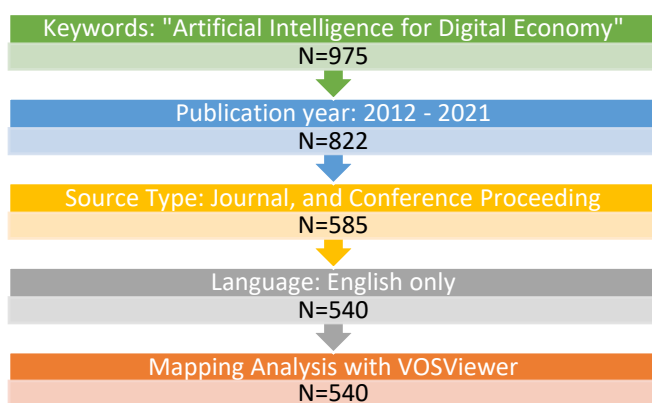 Keywords: "Artificial Intelligence for Digital Economy"
N=975
Publication year: 2012 - 2021
N=822
Source Type: Journal, and Conference Proceeding
N=585
Language: English only
N=540
Mapping Analysis with VOSViewer
N=540